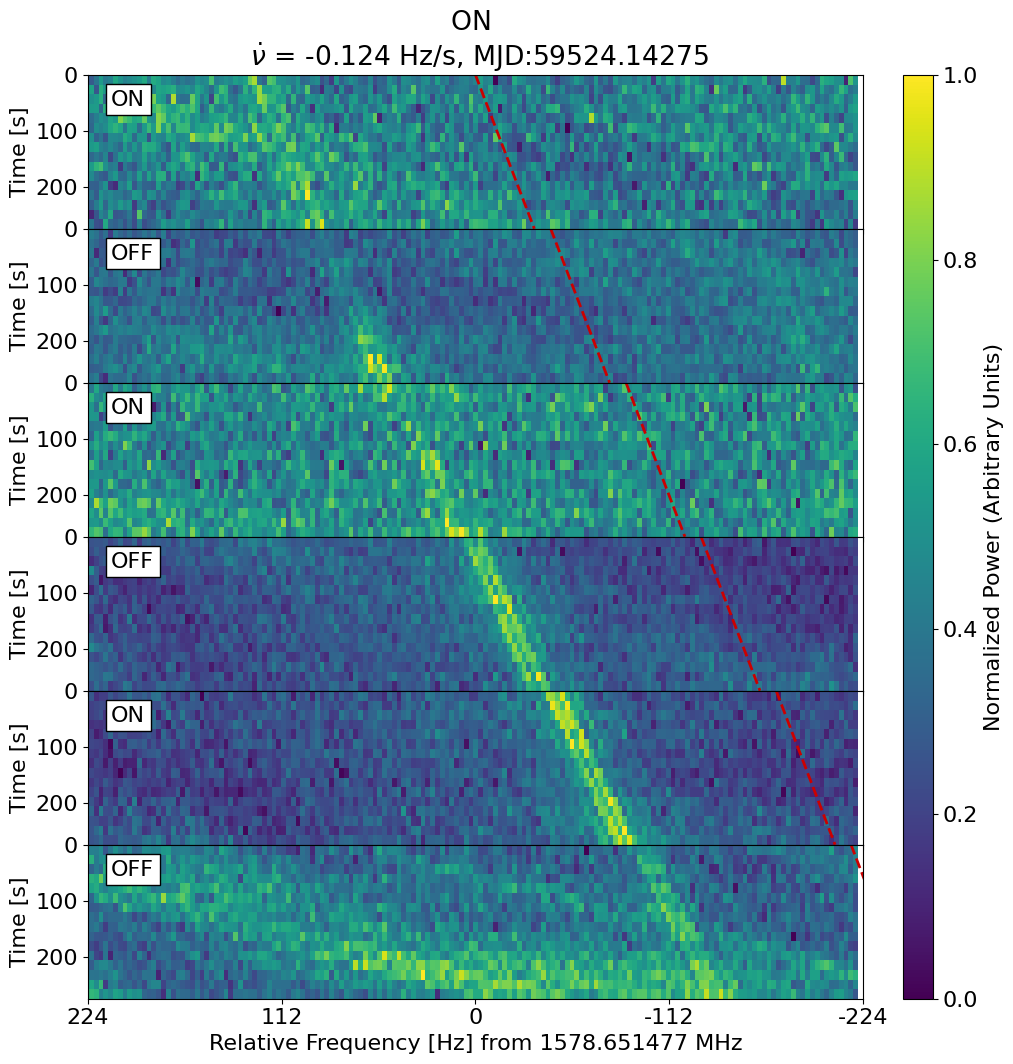 ON
ν̇ = -0.124 Hz/s, MJD:59524.14275
0
ON
100
Time [s]
200
0
OFF
100
Time [s]
200
0
ON
100
Time [s]
200
0
OFF
100
Time [s]
200
0
ON
100
Time [s]
200
0
OFF
100
Time [s]
200
224 112 0 -112 -224
Relative Frequency [Hz] from 1578.651477 MHz
1.0
0.8
0.6
0.4
0.2
0.0
Normalized Power (Arbitrary Units)